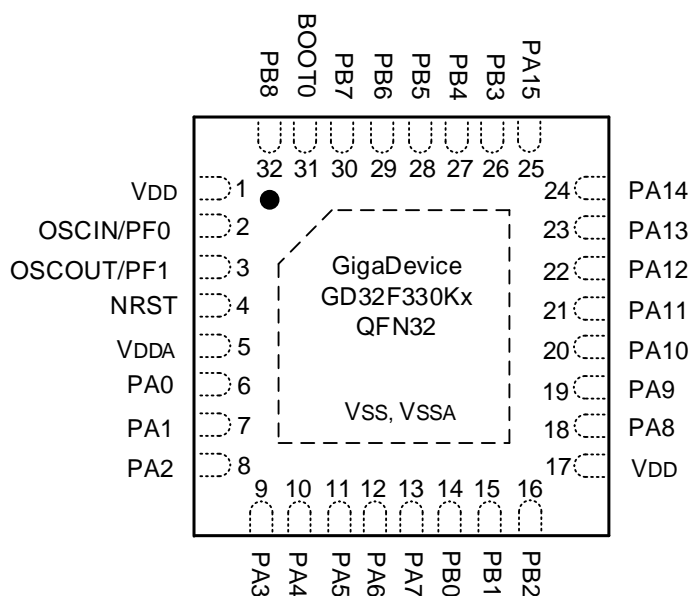 PB8 BOOT0 PB7 PB6 PB5 PB4 PB3 PA15
32 31 30 29 28 27 26 25
VDD 1
OSCIN/PF0 2
OSCOUT/PF1 3
NRST 4
VDDA 5
PA0 6
PA1 7
PA2 8
GigaDevice
GD32F330Kx
QFN32
VSS, VSSA
24 PA14
23 PA13
22 PA12
21 PA11
20 PA10
19 PA9
18 PA8
17 VDD
9 10 11 12 13 14 15 16
PA3 PA4 PA5 PA6 PA7 PB0 PB1 PB2